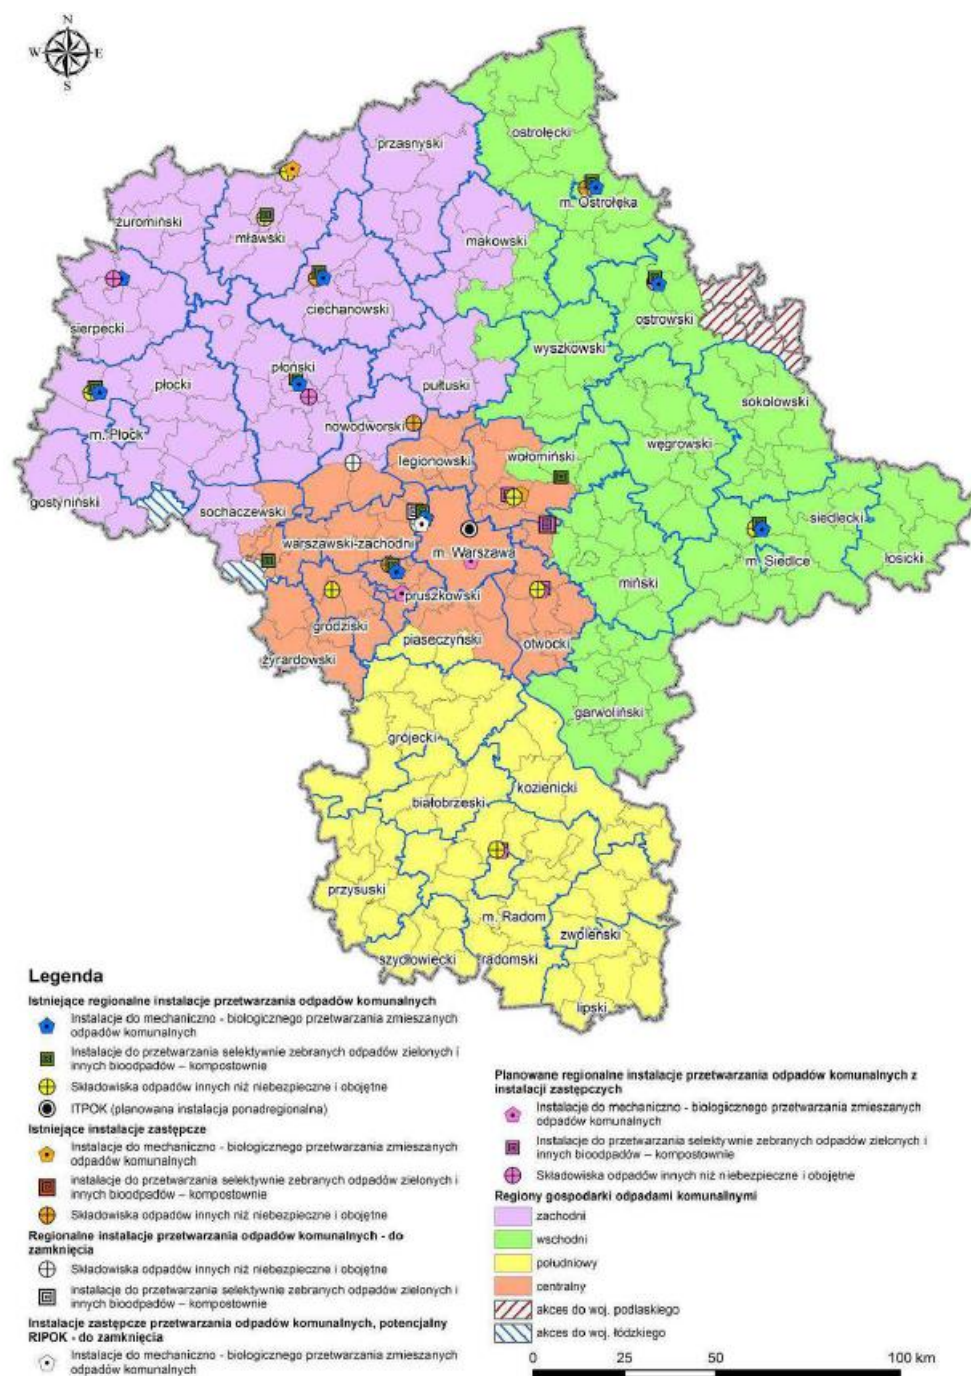 N
W E
S
ostrołęcki
przasnyski
m. Ostrołęka
żuromiński
mławski
makowski
ciechanowski
ostrowski
sierpecki
wyszkowski
płoński
płocki
pułtuski
sokołowski
m. Płock
nowodworski
węgrowski
legionowski
wołomiński
gostyniński
sochaczewski
siedlecki
warszawski-zachodni
m. Warszawa
m. Siedlce
łosicki
miński
pruszkowski
grodziski
piaseczyński
otwocki
żyrardowski
garwoliński
grójecki
kozienicki
białobrzeski
przysuski
m. Radom
zwoleński
szydłowiecki
radomski
lipski
Legenda
Istniejące regionalne instalacje przetwarzania odpadów komunalnych
Instalacje do mechaniczno - biologicznego przetwarzania zmieszanych
odpadów komunalnych
Instalacje do przetwarzania selektywnie zebranych odpadów zielonych i
innych bioodpadów – kompostownie
Składowiska odpadów innych niż niebezpieczne i obojętne
ITPOK (planowana instalacja ponadregionalna)
Istniejące instalacje zastępcze
Instalacje do mechaniczno - biologicznego przetwarzania zmieszanych
odpadów komunalnych
instalacje do przetwarzania selektywnie zebranych odpadów zielonych i
innych bioodpadów – kompostownie
Składowiska odpadów innych niż niebezpieczne i obojętne
Regionalne instalacje przetwarzania odpadów komunalnych - do
zamknięcia
Składowiska odpadów innych niż niebezpieczne i obojętne
instalacje do przetwarzania selektywnie zebranych odpadów zielonych i
innych bioodpadów – kompostownie
Instalacje zastępcze przetwarzania odpadów komunalnych, potencjalny
RIPOK - do zamknięcia
Instalacje do mechaniczno - biologicznego przetwarzania zmieszanych
odpadów komunalnych
Planowane regionalne instalacje przetwarzania odpadów komunalnych z
instalacji zastępczych
Instalacje do mechaniczno - biologicznego przetwarzania zmieszanych
odpadów komunalnych
Instalacje do przetwarzania selektywnie zebranych odpadów zielonych i
innych bioodpadów – kompostownie
Składowiska odpadów innych niż niebezpieczne i obojętne
Regiony gospodarki odpadami komunalnymi
zachodni
wschodni
południowy
centralny
akces do woj. podlaskiego
akces do woj. łódzkiego
0 25 50 100 km